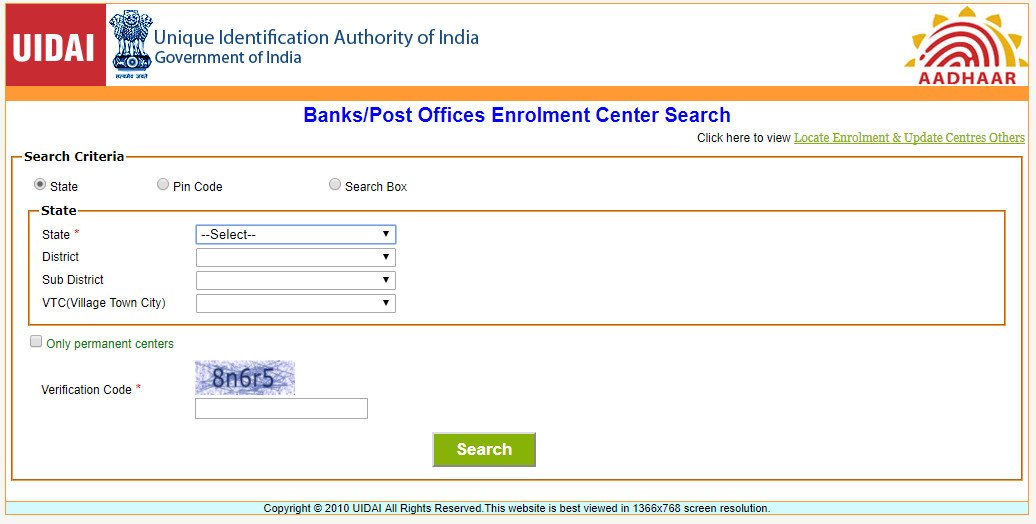 UIDAI
Unique Identification Authority of India
Government of India
सत्यमेव जयते
AADHAAR
Banks/Post Offices Enrolment Center Search
Click here to view Locate Enrolment & Update Centres Others
Search Criteria
State Pin Code Search Box
State
State * --Select--
District
Sub District
VTC(Village Town City)
Only permanent centers
8n6r5
Verification Code *
Search
Copyright © 2010 UIDAI All Rights Reserved.This website is best viewed in 1366x768 screen resolution.